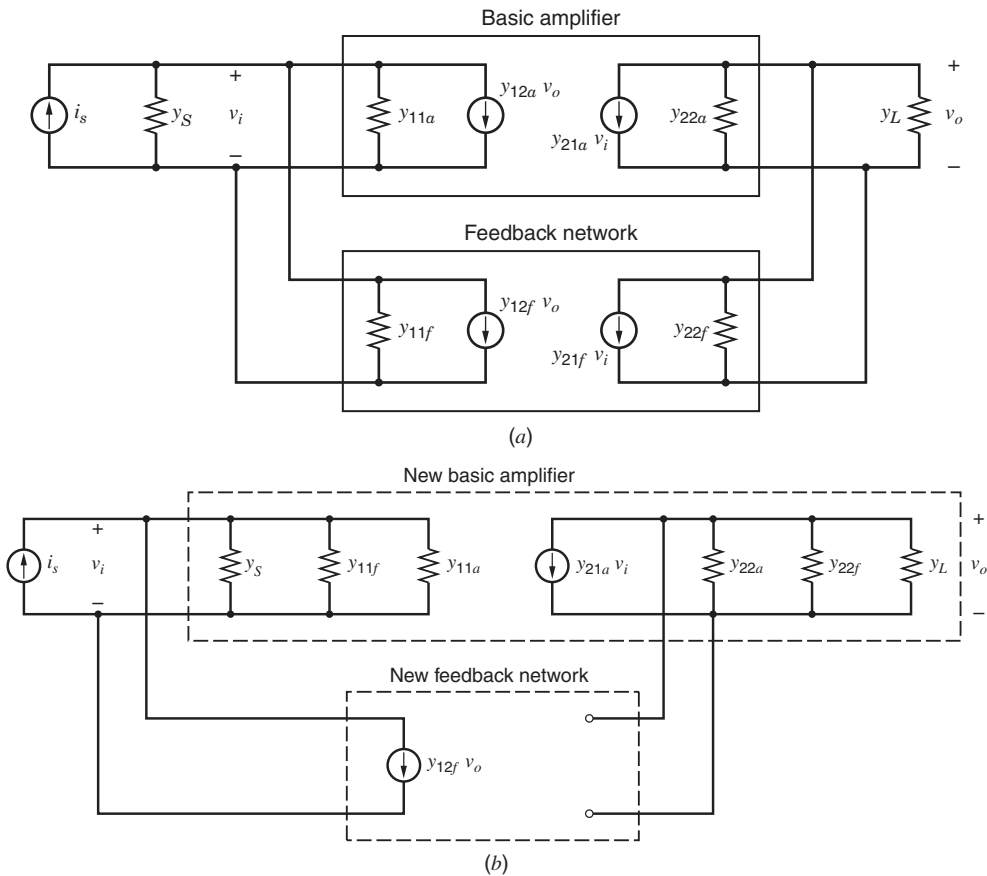 Basic amplifier
i_s
y_S
+
v_i
–
y_11a
y_12a v_o
y_21a v_i
y_22a
y_L
+
v_o
–
Feedback network
y_11f
y_12f v_o
y_21f v_i
y_22f
(a)
New basic amplifier
i_s
+
v_i
–
y_S
y_11f
y_11a
y_21a v_i
y_22a
y_22f
y_L
+
v_o
–
New feedback network
y_12f v_o
(b)